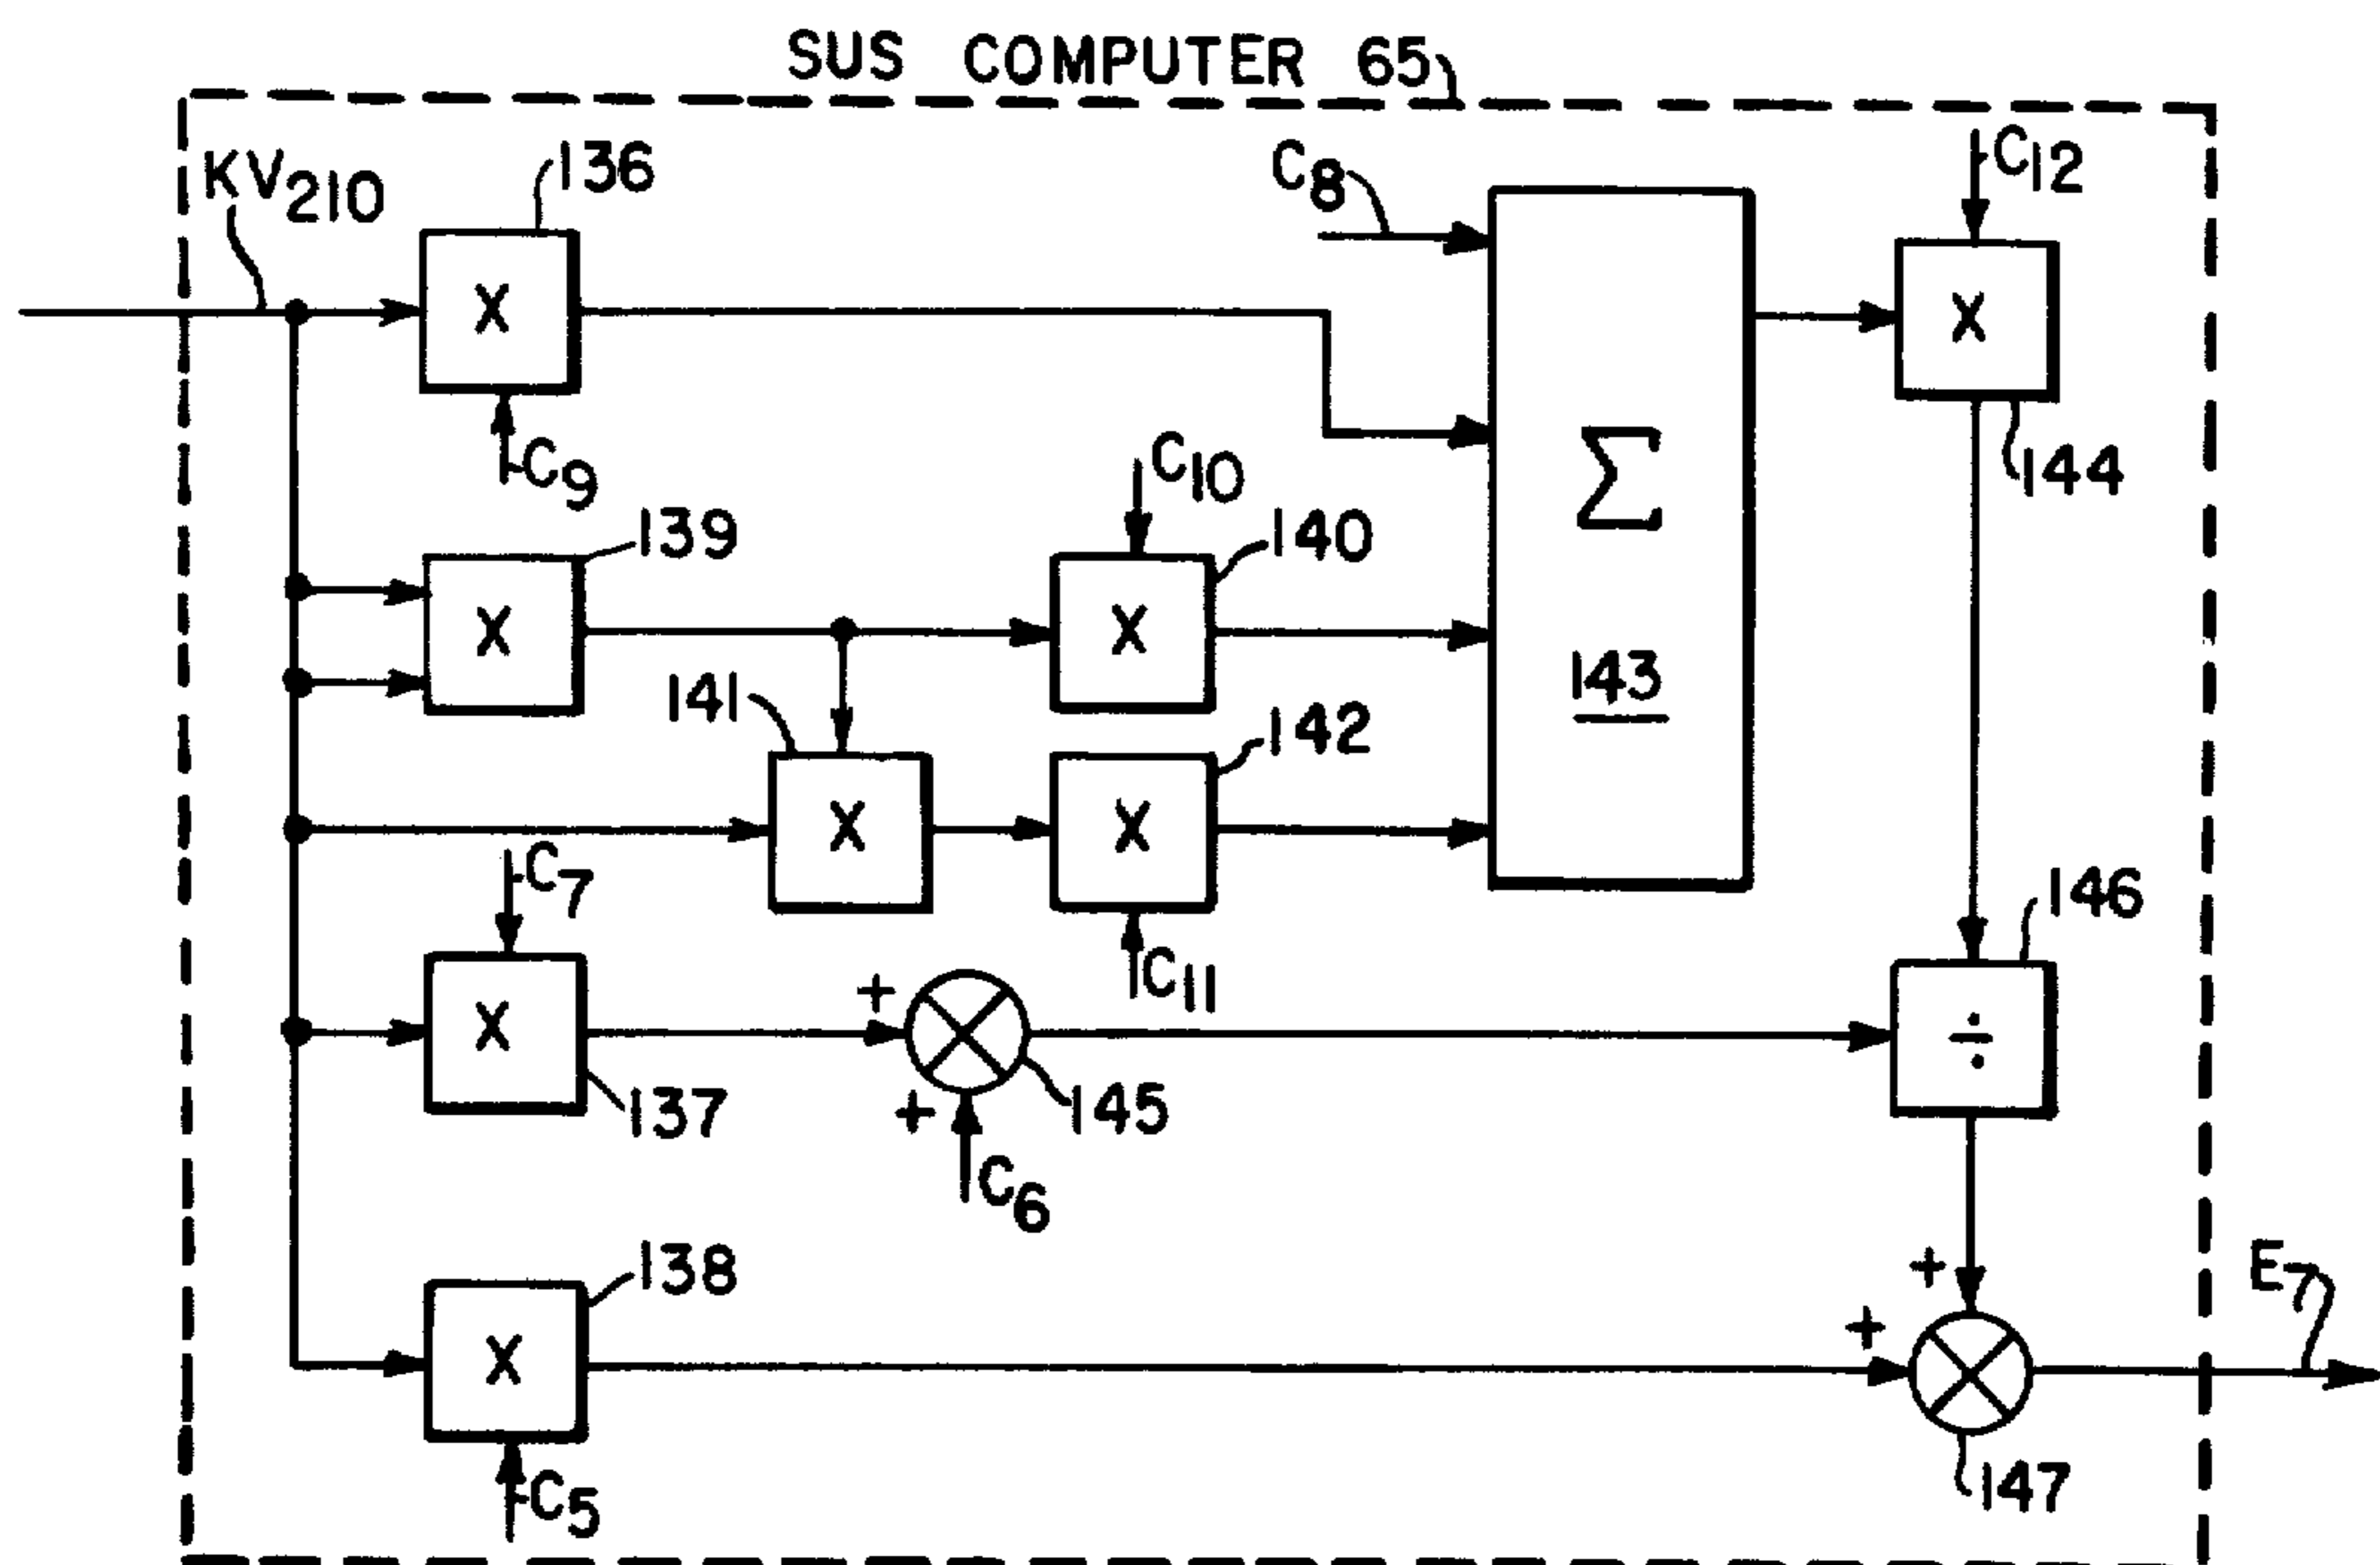 SUS COMPUTER 65
KV210
136
C8
C12
X
X
C9
C10
144
139
140
Σ
X
X
143
141
142
X
X
C7
146
C11
X
+
÷
137
+
145
C6
138
+
E7
X
+
C5
147